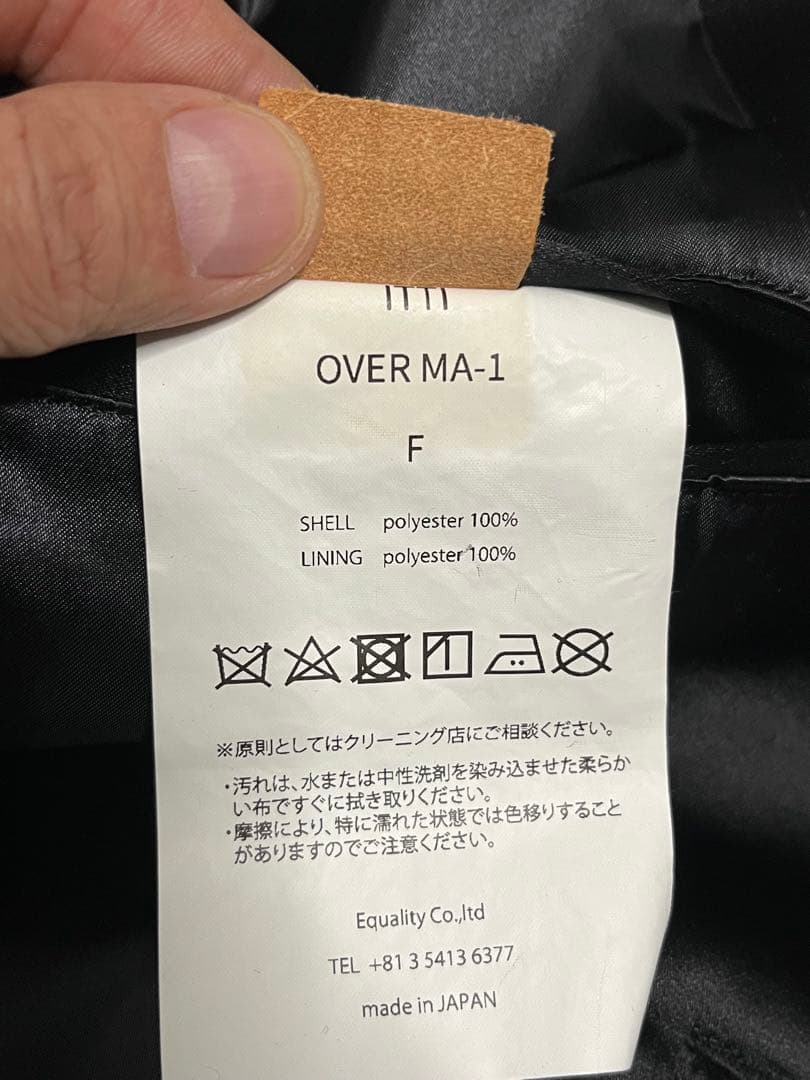 ITTI
OVER MA-1
F
SHELL polyester 100%
LINING polyester 100%
※原則としてはクリーニング店にご相談ください。
・汚れは、水または中性洗剤を染み込ませた柔らか
い布ですぐに拭き取りください。
・摩擦により、特に濡れた状態では色移りすること
がありますのでご注意ください。
Equality Co.,ltd
TEL +81 3 5413 6377
made in JAPAN